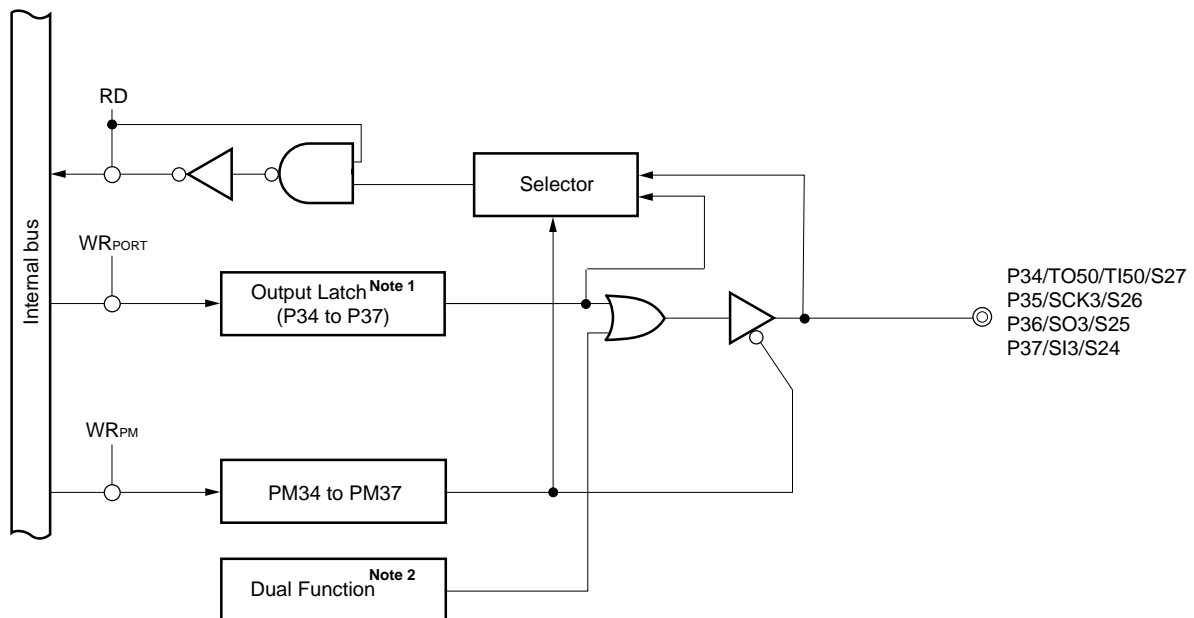 RD
Selector
Internal bus
WRPORT
Output Latch Note 1
(P34 to P37)
P34/TO50/TI50/S27
P35/SCK3/S26
P36/SO3/S25
P37/SI3/S24
WRPM
PM34 to PM37
Dual Function Note 2